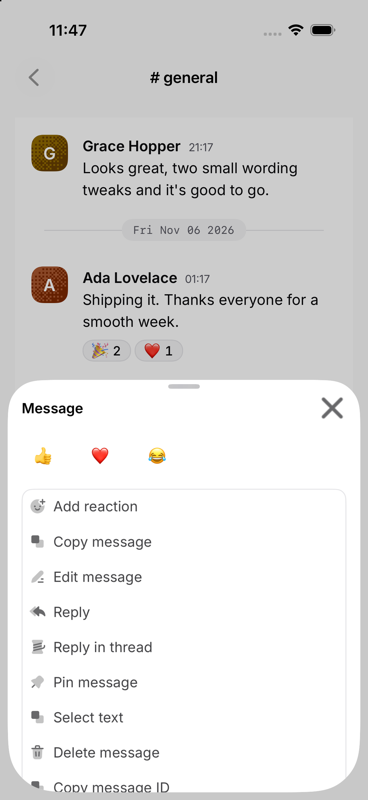 11:47
# general
G
Grace Hopper 21:17
Looks great, two small wording
tweaks and it's good to go.
Fri Nov 06 2026
A
Ada Lovelace 01:17
Shipping it. Thanks everyone for a
smooth week.
🎉 2 ❤️ 1
Message
👍 ❤️ 😂
Add reaction
Copy message
Edit message
Reply
Reply in thread
Pin message
Select text
Delete message
Copy message ID